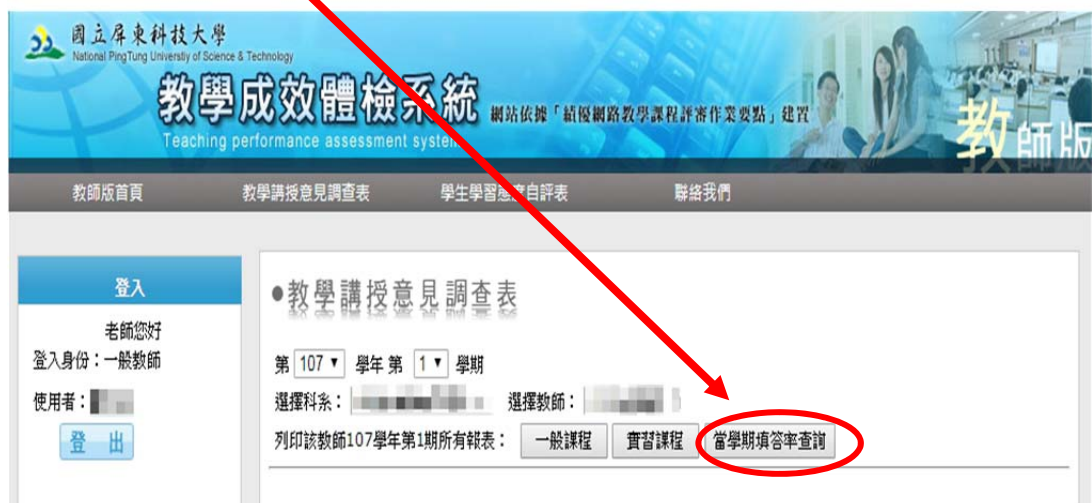 國立屏東科技大學
National PingTung Universtiy of Science & Technology
教學成效體檢系統 網站依據「績優網路教學課程評審作業要點」建置
Teaching performance assessment system
教師版
教師版首頁 教學講授意見調查表 學生學習態度自評表 聯絡我們
登入
老師您好
登入身份：一般教師
使用者：
登 出
●教學講授意見調查表
第 107 學年 第 1 學期
選擇科系： 選擇教師：
列印該教師107學年第1期所有報表： 一般課程 實習課程 當學期填答率查詢